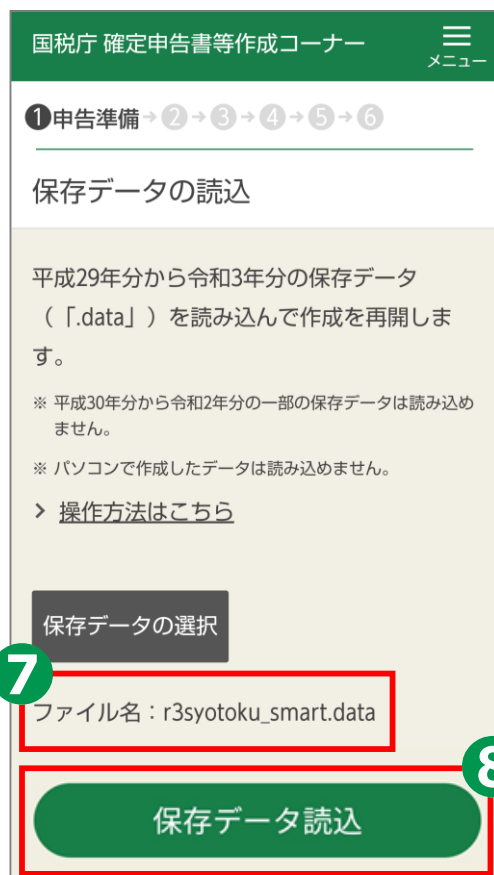 国税庁 確定申告書等作成コーナー
メニュー
1申告準備→2→3→4→5→6
保存データの読込
平成29年分から令和3年分の保存データ
(「.data」)を読み込んで作成を再開しま
す。
※ 平成30年分から令和2年分の一部の保存データは読み込め
ません。
※ パソコンで作成したデータは読み込めません。
> 操作方法はこちら
保存データの選択
7
ファイル名:r3syotoku_smart.data
8
保存データ読込